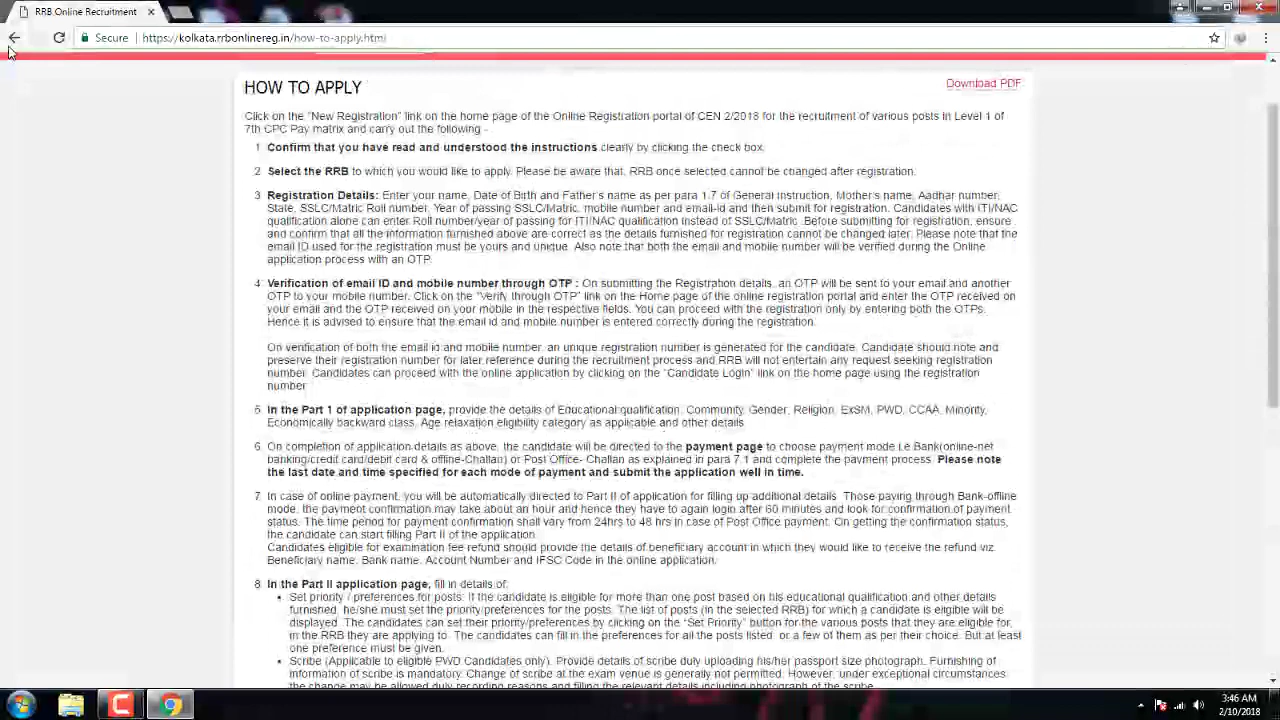 RRB Online Recruitment
Secure
https://kolkata.rrbonlinereg.in/how-to-apply.html
HOW TO APPLY
Download PDF
Click on the "New Registration" link on the home page of the Online Registration portal of CEN 2/2018 for the recruitment of various posts in Level 1 of
7th CPC Pay matrix and carry out the following -
1 Confirm that you have read and understood the instructions clearly by clicking the check box.
2 Select the RRB to which you would like to apply. Please be aware that, RRB once selected cannot be changed after registration.
3 Registration Details: Enter your name, Date of Birth and Father's name as per para 1.7 of General instruction, Mother's name, Aadhar number,
State, SSLC/Matric Roll number, Year of passing SSLC/Matric, mobile number and email-id and then submit for registration. Candidates with ITI/NAC
qualification alone can enter Roll number/year of passing for ITI/NAC qualification instead of SSLC/Matric. Before submitting for registration, ensure
and confirm that all the information furnished above are correct as the details furnished for registration cannot be changed later. Please note that the
email ID used for the registration must be yours and unique. Also note that both the email and mobile number will be verified during the Online
application process with an OTP.
4 Verification of email ID and mobile number through OTP : On submitting the Registration details, an OTP will be sent to your email and another
OTP to your mobile number. Click on the "Verify through OTP" link on the Home page of the online registration portal and enter the OTP received on
your email and the OTP received on your mobile in the respective fields. You can proceed with the registration only by entering both the OTPs.
Hence it is advised to ensure that the email id and mobile number is entered correctly during the registration.
On verification of both the email id and mobile number, an unique registration number is generated for the candidate. Candidate should note and
preserve their registration number for later reference during the recruitment process and RRB will not entertain any request seeking registration
number. Candidates can proceed with the online application by clicking on the "Candidate Login" link on the home page using the registration
number
5. In the Part 1 of application page, provide the details of Educational qualification, Community, Gender, Religion, ExSM, PWD, CCAA, Minority,
Economically backward class, Age relaxation eligibility category as applicable and other details
6. On completion of application details as above, the candidate will be directed to the payment page to choose payment mode i.e Bank(online-net
banking/credit card/debit card & offline-Challan) or Post Office- Challan as explained in para 7.1 and complete the payment process. Please note
the last date and time specified for each mode of payment and submit the application well in time.
7. In case of online payment, you will be automatically directed to Part II of application for filling up additional details. Those paying through Bank-offline
mode, the payment confirmation may take about an hour and hence they have to again login after 60 minutes and look for confirmation of payment
status. The time period for payment confirmation shall vary from 24hrs to 48 hrs in case of Post Office payment. On getting the confirmation status,
the candidate can start filling Part II of the application.
Candidates eligible for examination fee refund should provide the details of beneficiary account in which they would like to receive the refund viz
Beneficiary name, Bank name, Account Number and IFSC Code in the online application.
8. In the Part II application page, fill in details of:
• Set priority / preferences for posts: If the candidate is eligible for more than one post based on his educational qualification and other details
furnished, he/she must set the priority/preferences for the posts. The list of posts (in the selected RRB) for which a candidate is eligible will be
displayed. The candidates can set their priority/preferences by clicking on the "Set Priority" button for the various posts that they are eligible for,
in the RRB they are applying to. The candidates can fill in the preferences for all the posts listed or a few of them as per their choice. But at least
one preference must be given.
• Scribe (Applicable to eligible PWD Candidates only). Provide details of scribe duly uploading his/her passport size photograph. Furnishing of
information of scribe is mandatory. Change of scribe at the exam venue is generally not permitted. However, under exceptional circumstances
the change may be allowed duly recording reasons and filling the relevant details including photograph of the scribe
3:46 AM
2/10/2018